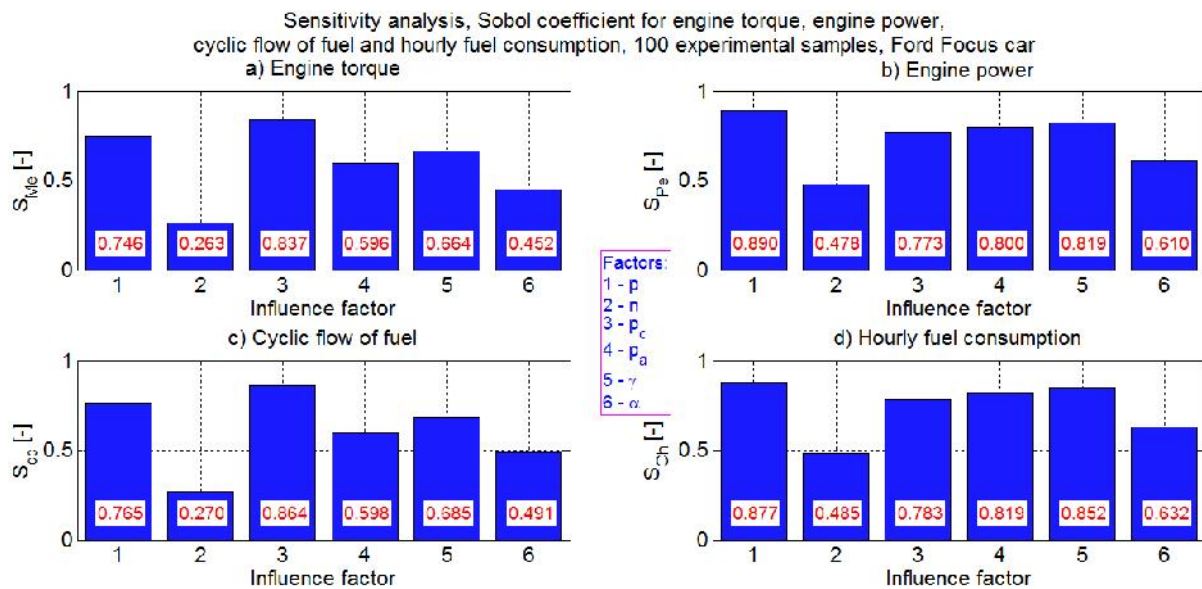 Sensitivity analysis, Sobol coefficient for engine torque, engine power,
cyclic flow of fuel and hourly fuel consumption, 100 experimental samples, Ford Focus car
a) Engine torque
1
0.5
0
S_Me [-]
0.746 0.263 0.837 0.596 0.664 0.452
1 2 3 4 5 6
Influence factor
b) Engine power
1
0.5
0
S_Pe [-]
0.890 0.478 0.773 0.800 0.819 0.610
1 2 3 4 5 6
Influence factor
Factors:
1 - p
2 - n
3 - p_c
4 - p_a
5 - γ
6 - α
c) Cyclic flow of fuel
1
0.5
0
S [-]
0.765 0.270 0.864 0.598 0.685 0.491
1 2 3 4 5 6
Influence factor
d) Hourly fuel consumption
1
0.5
0
S_Ch [-]
0.877 0.485 0.783 0.819 0.852 0.632
1 2 3 4 5 6
Influence factor